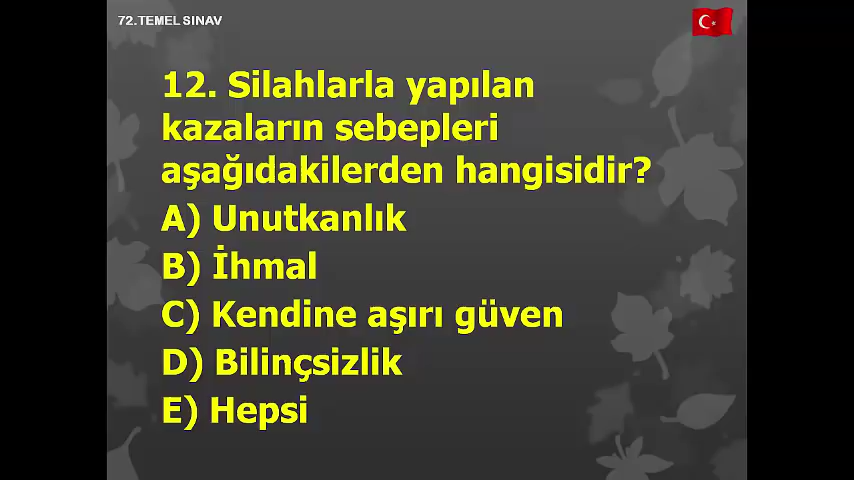 72.TEMEL SINAV
12. Silahlarla yapılan
kazaların sebepleri
aşağıdakilerden hangisidir?
A) Unutkanlık
B) İhmal
C) Kendine aşırı güven
D) Bilinçsizlik
E) Hepsi